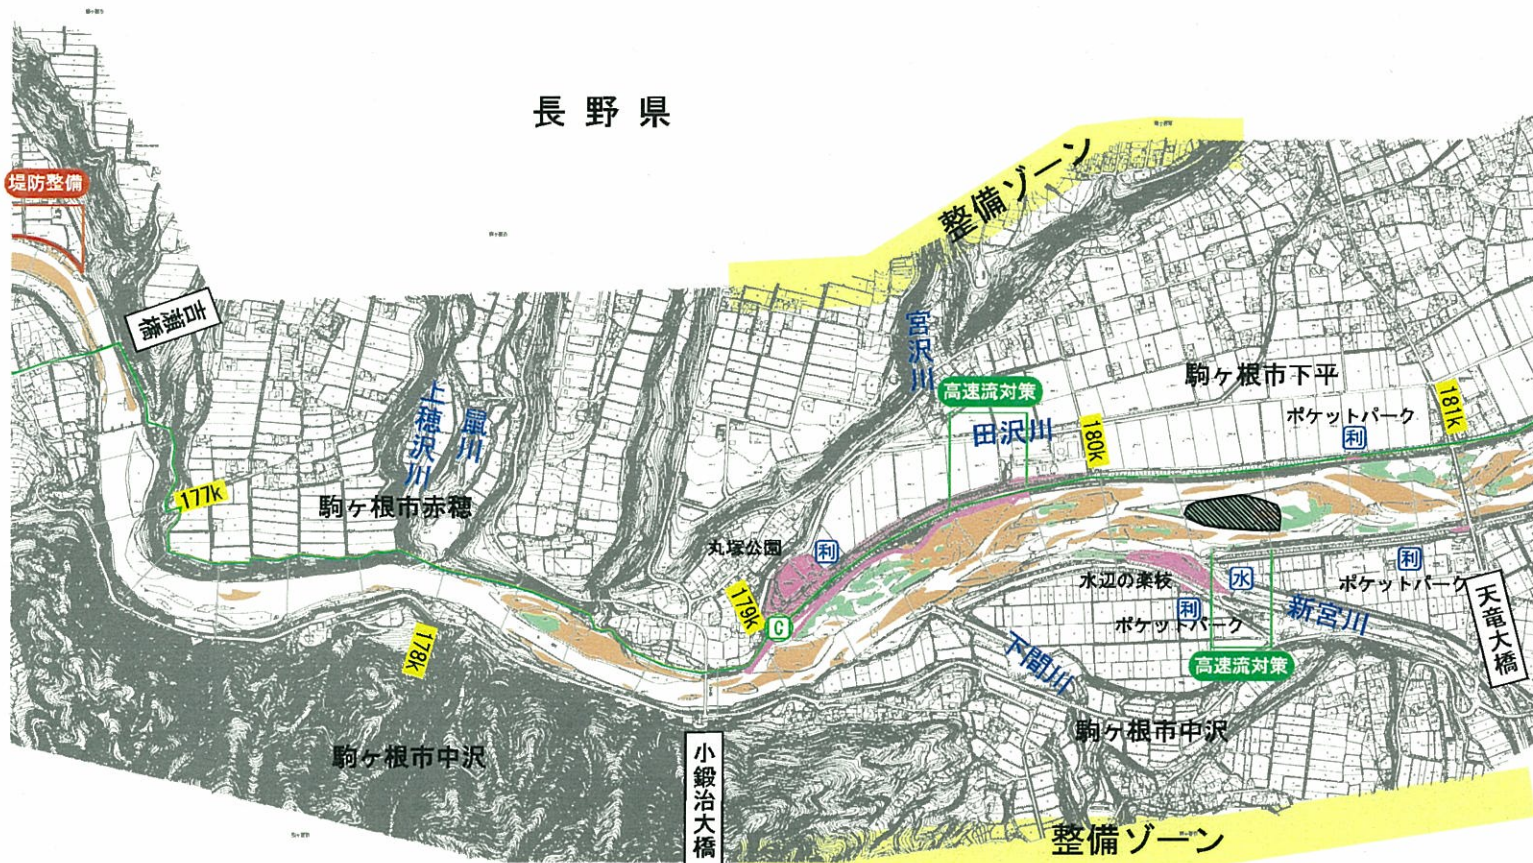 長野県
整備ゾーン
堤防整備
吉瀬橋
宮沢川
駒ヶ根市下平
高速流対策
ポケットパーク
181k
利
上穂沢川
鼠川
田沢川
180k
177k
駒ヶ根市赤穂
丸塚公園
利
水辺の楽校
水
利
ポケットパーク
179k
C
利
ポケットパーク
新宮川
天竜大橋
178k
下間川
高速流対策
駒ヶ根市中沢
駒ヶ根市中沢
小鍛治大橋
整備ゾーン